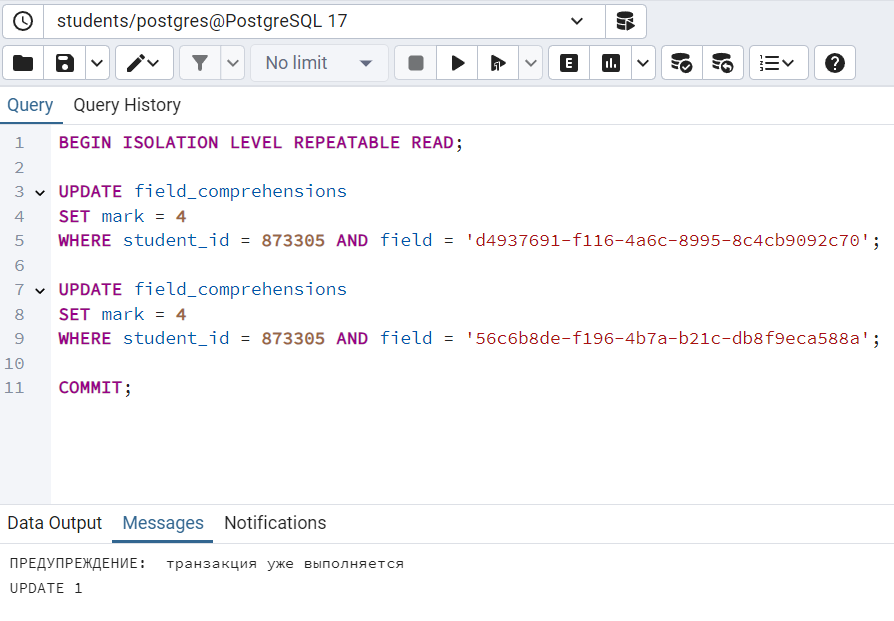 students/postgres@PostgreSQL 17
No limit
E
Query Query History
1 BEGIN ISOLATION LEVEL REPEATABLE READ;
2
3 UPDATE field_comprehensions
4 SET mark = 4
5 WHERE student_id = 873305 AND field = 'd4937691-f116-4a6c-8995-8c4cb9092c70';
6
7 UPDATE field_comprehensions
8 SET mark = 4
9 WHERE student_id = 873305 AND field = '56c6b8de-f196-4b7a-b21c-db8f9eca588a';
10
11 COMMIT;
Data Output Messages Notifications
ПРЕДУПРЕЖДЕНИЕ: транзакция уже выполняется
UPDATE 1